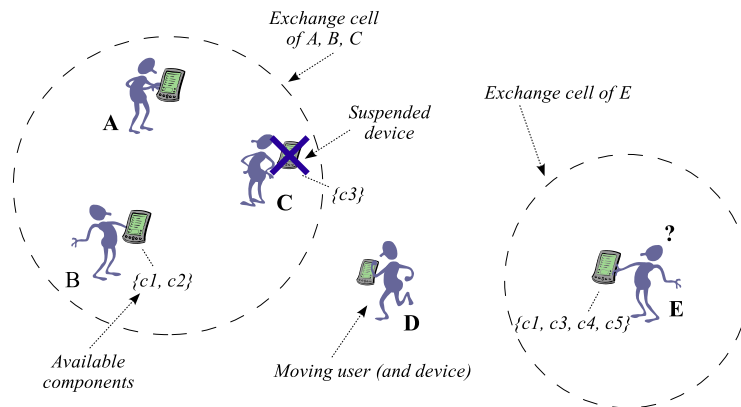 Exchange cell
of A, B, C
A
Suspended
device
C
{c3}
B
{c1, c2}
Available
components
D
Moving user (and device)
Exchange cell of E
?
E
{c1, c3, c4, c5}